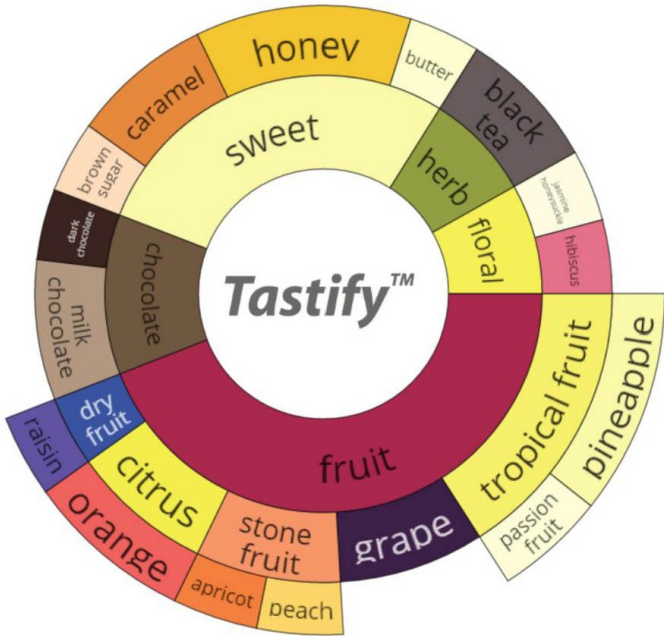 honey
butter
caramel
sweet
black
tea
brown
sugar
herb
jasmine
honeysuckle
dark
chocolate
floral
hibiscus
chocolate
Tastify™
milk
chocolate
tropical fruit
pineapple
dry
fruit
raisin
fruit
citrus
stone
fruit
grape
passion
fruit
orange
apricot
peach